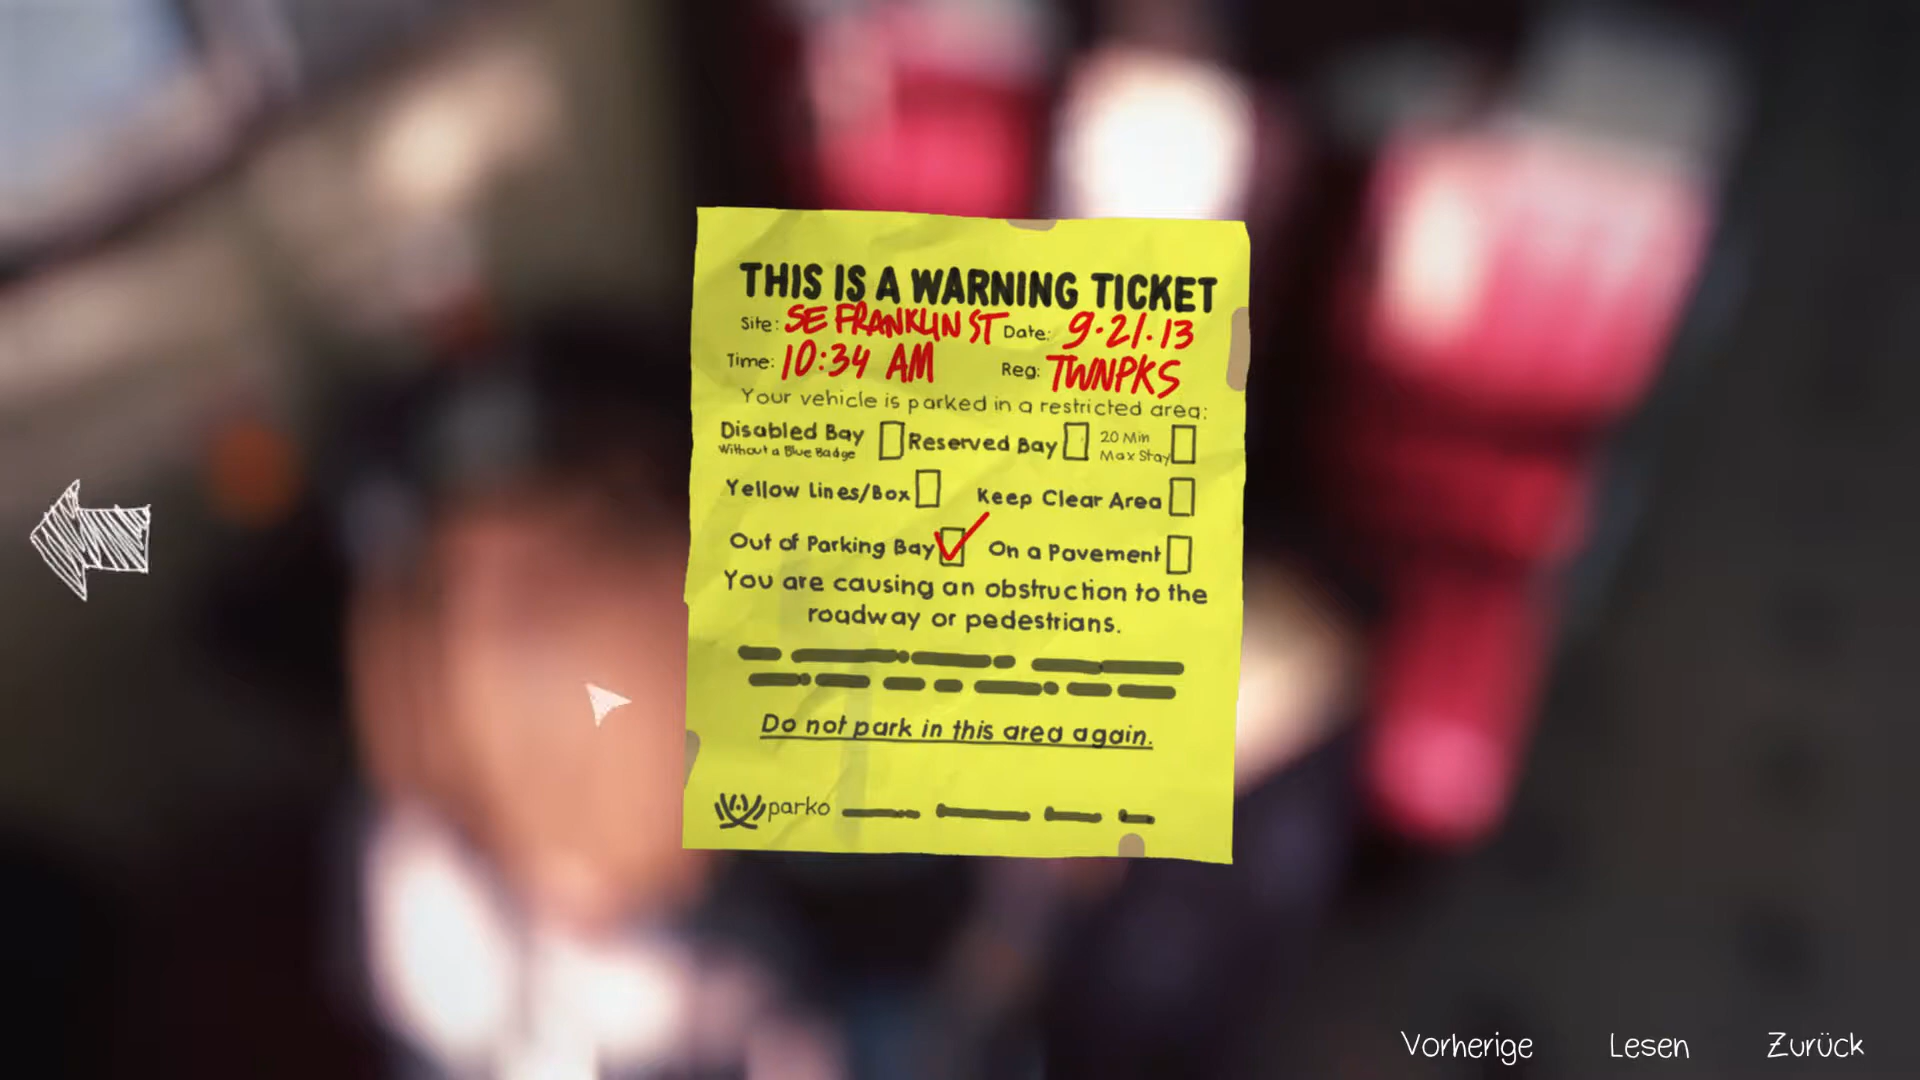 THIS IS A WARNING TICKET
Site: SE FRANKLIN ST Date: 9.21.13
Time: 10:34 AM Reg: TWNPKS
Your vehicle is parked in a restricted area:
Disabled Bay Reserved Bay 20 Min
Without a Blue Badge Max Stay
Yellow Lines/Box Keep Clear Area
Out of Parking Bay On a Pavement
You are causing an obstruction to the
roadway or pedestrians.
Do not park in this area again.
parko
Vorherige Lesen Zurück